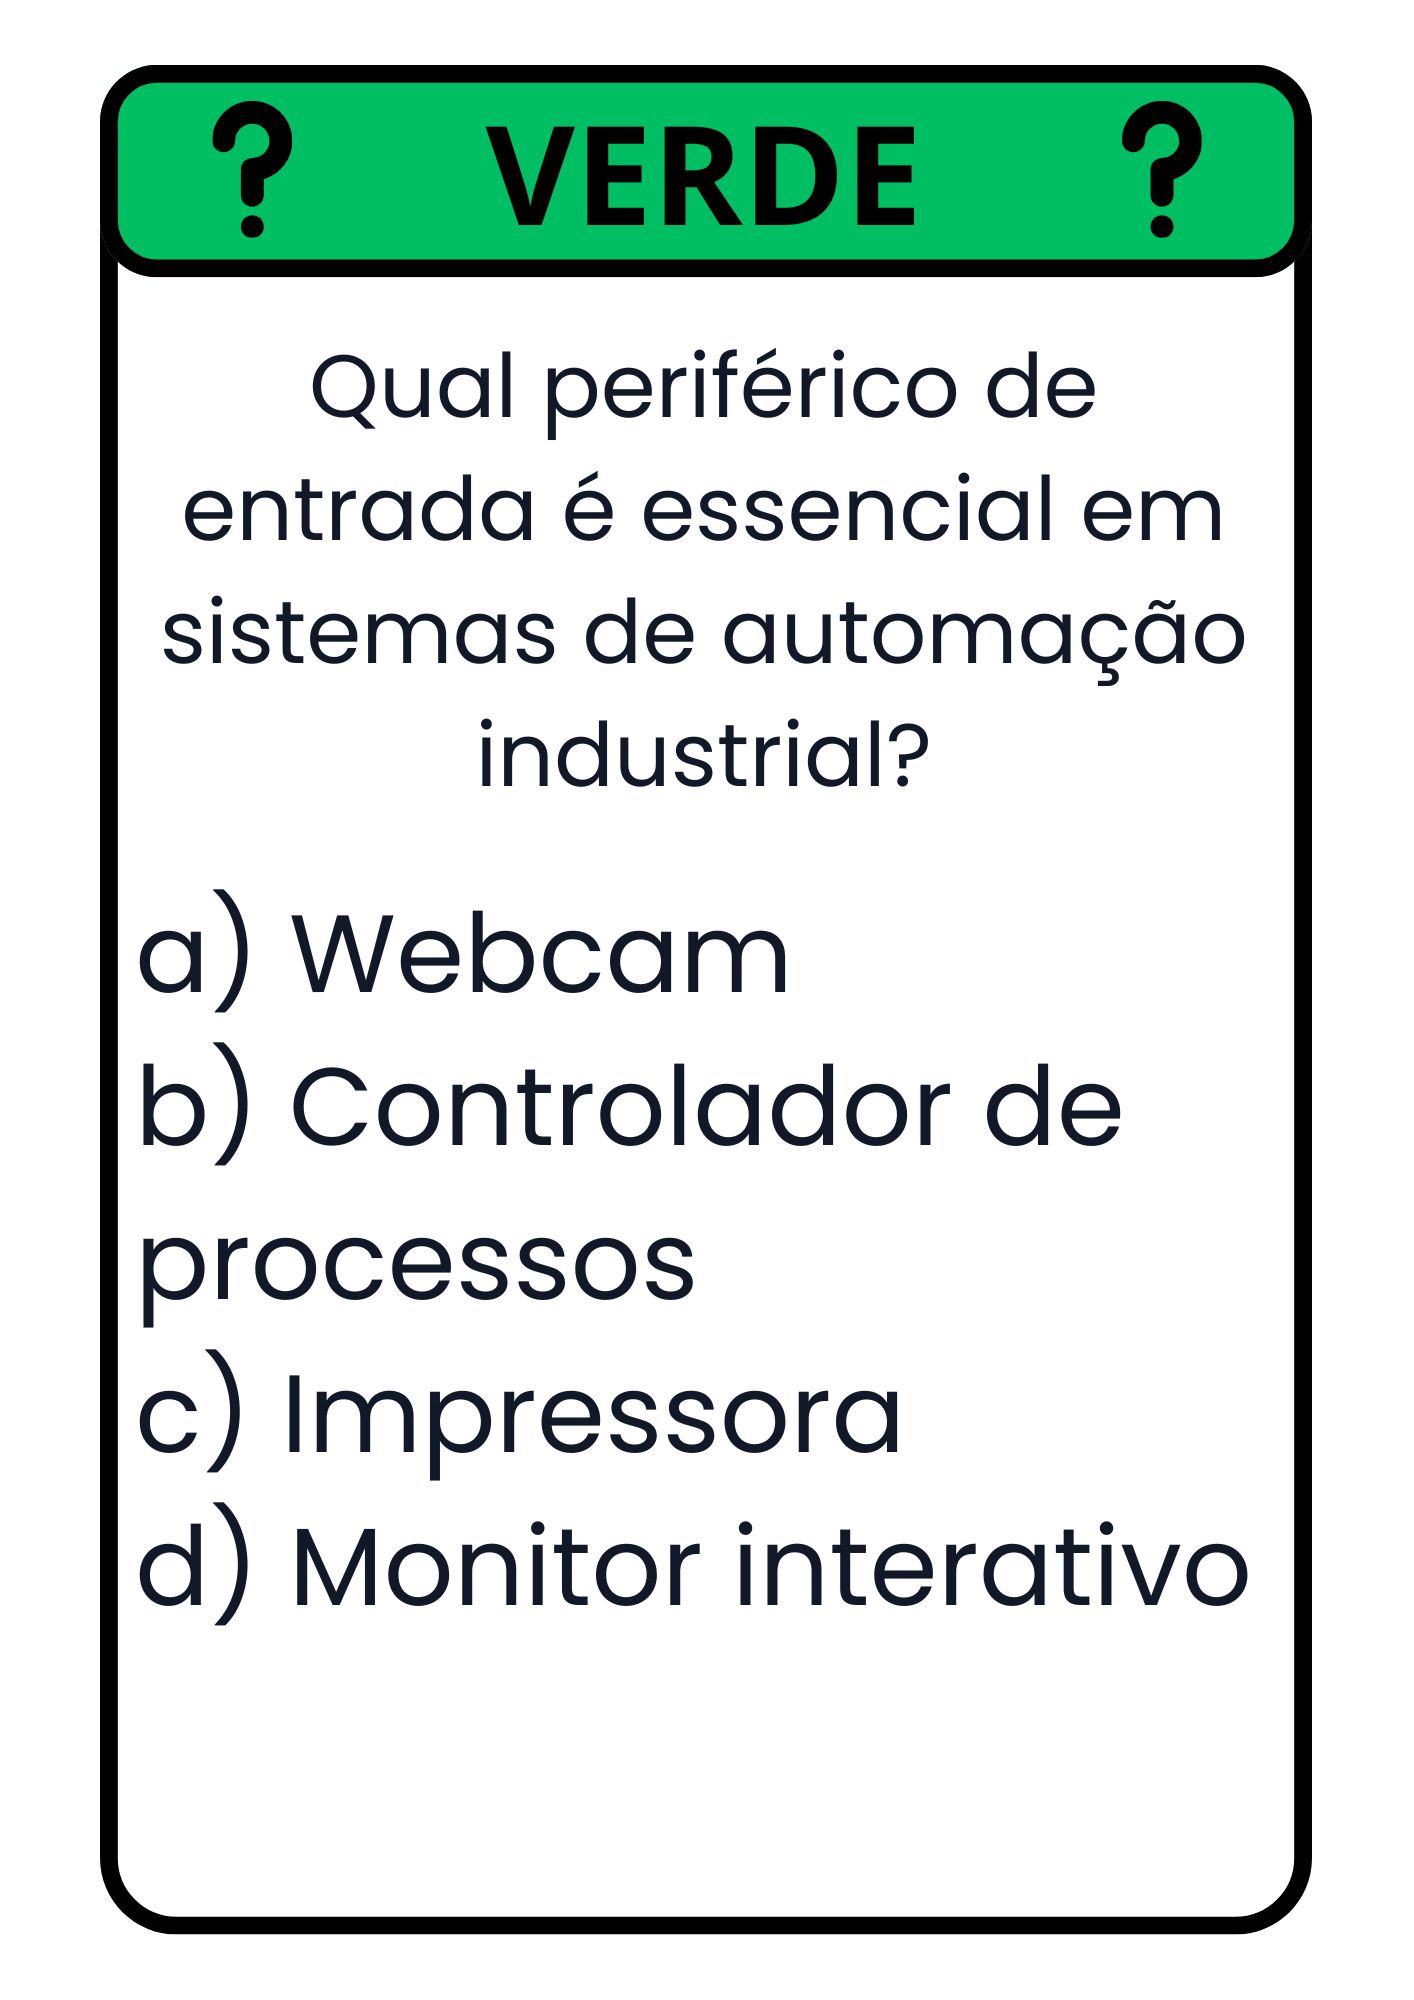 ? VERDE ?
Qual periférico de
entrada é essencial em
sistemas de automação
industrial?
a) Webcam
b) Controlador de
processos
c) Impressora
d) Monitor interativo